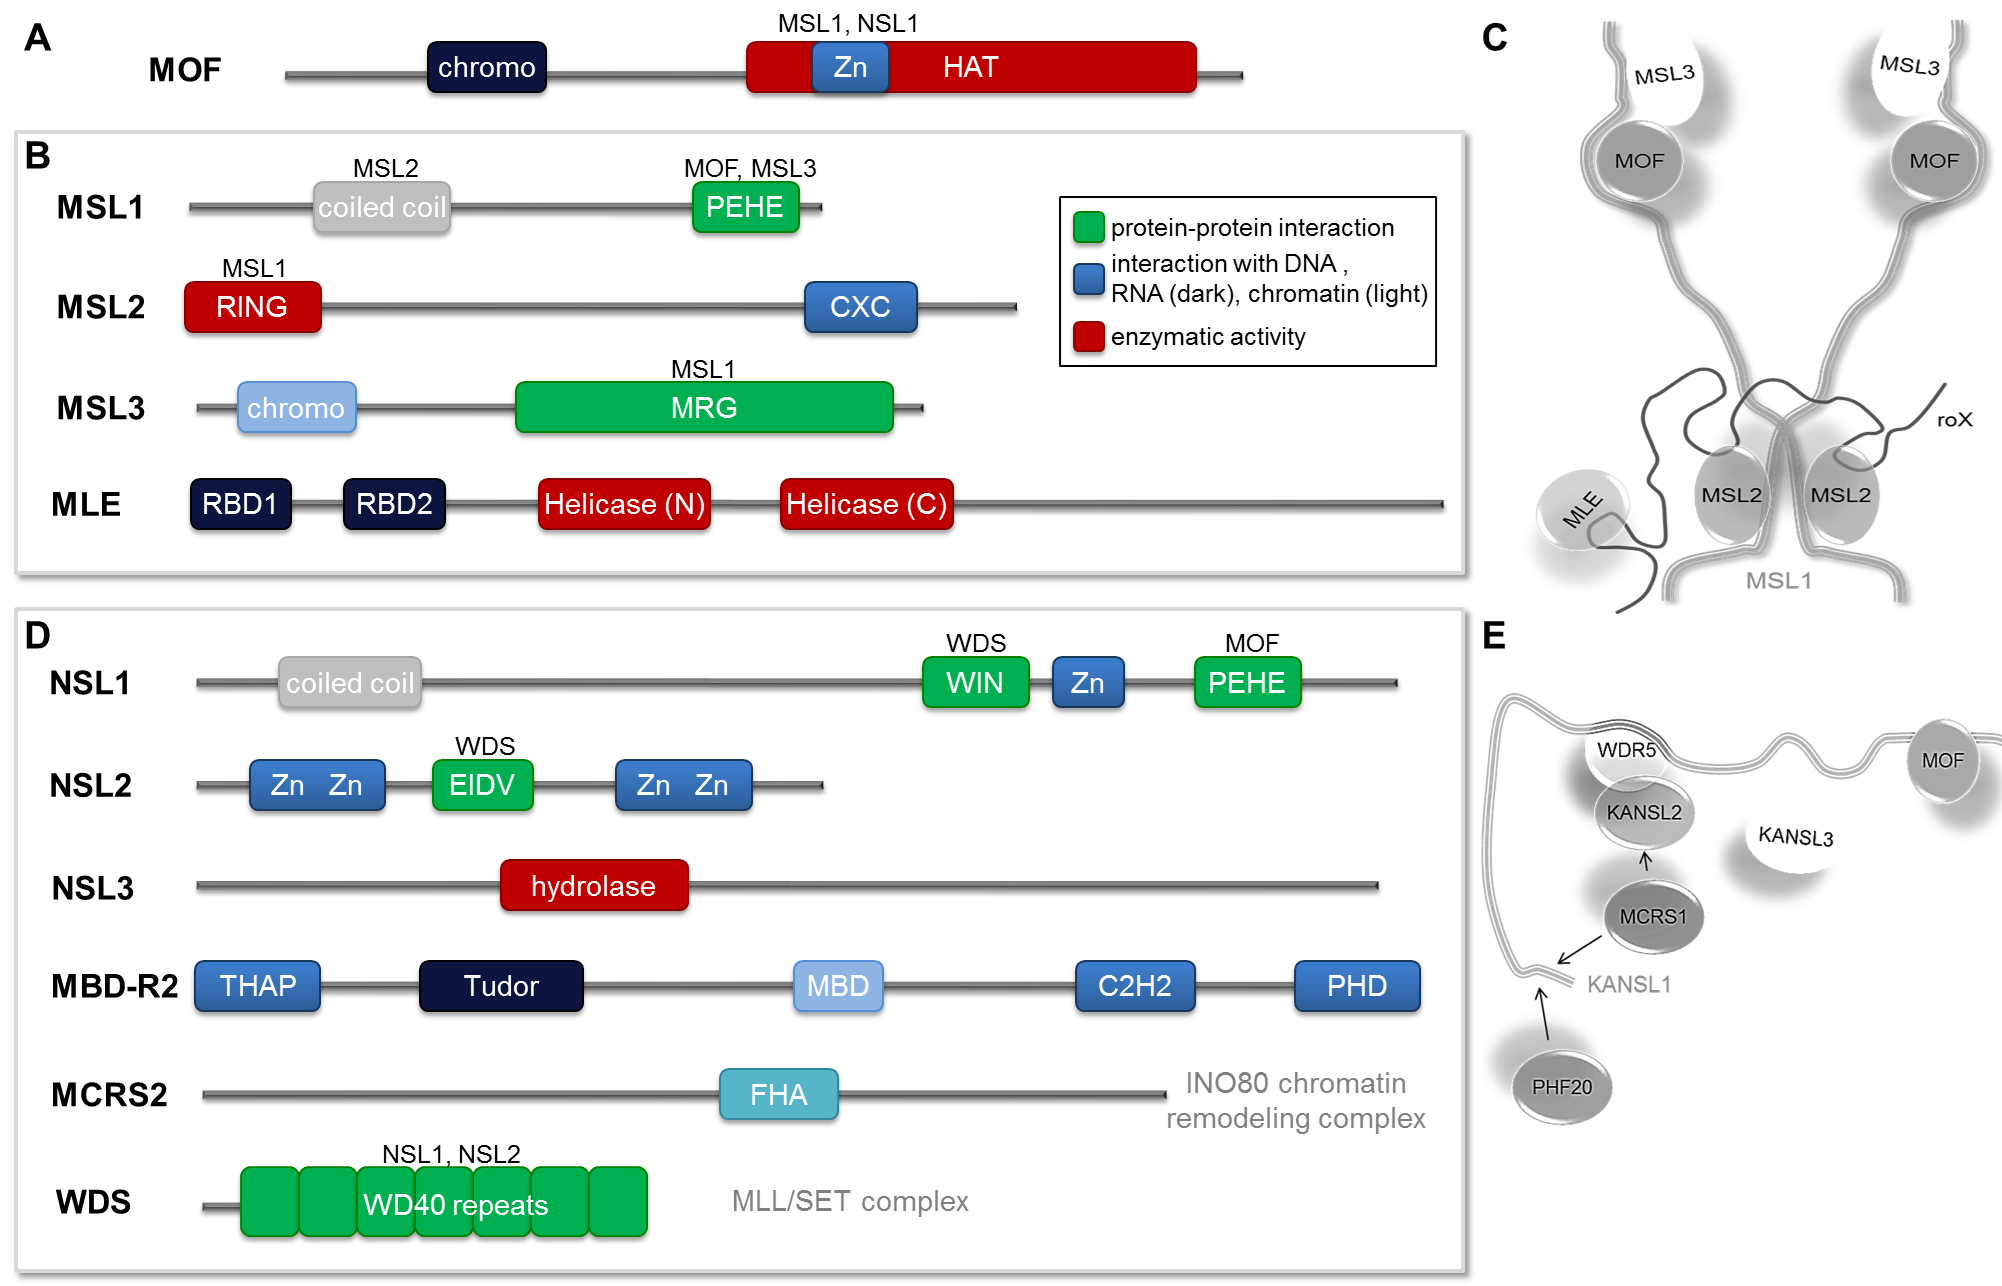 A
MSL1, NSL1
MOF
chromo
Zn
HAT
B
MSL2
MOF, MSL3
MSL1
coiled coil
PEHE
MSL1
MSL2
RING
CXC
MSL1
MSL3
chromo
MRG
MLE
RBD1
RBD2
Helicase (N)
Helicase (C)
protein-protein interaction
interaction with DNA ,
RNA (dark), chromatin (light)
enzymatic activity
C
MSL3
MSL3
MOF
MOF
roX
MSL2
MSL2
MLE
MSL1
D
WDS
MOF
NSL1
coiled coil
WIN
Zn
PEHE
WDS
NSL2
Zn Zn
EIDV
Zn Zn
NSL3
hydrolase
MBD-R2
THAP
Tudor
MBD
C2H2
PHD
MCRS2
FHA
INO80 chromatin
remodeling complex
NSL1, NSL2
WDS
WD40 repeats
MLL/SET complex
E
WDR5
MOF
KANSL2
KANSL3
MCRS1
KANSL1
PHF20